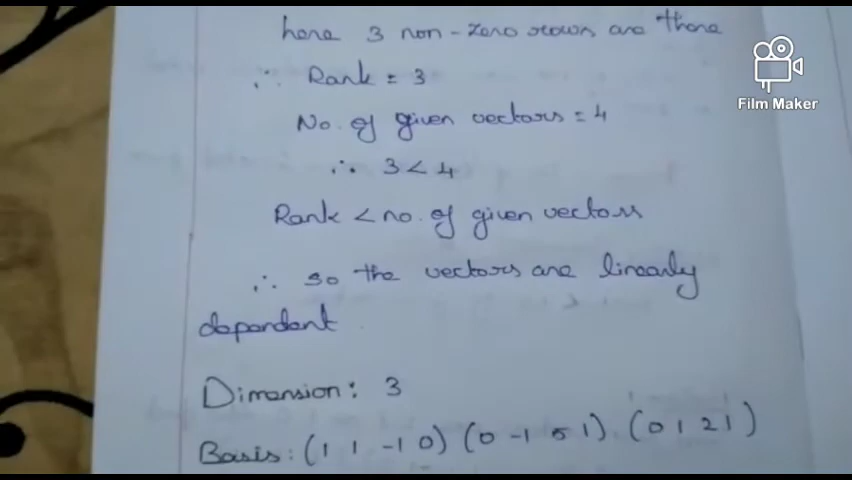 here 3 non-zero rows are there
∴ Rank = 3
Film Maker
No. of given vectors = 4
∴ 3 < 4
Rank < no. of given vectors
∴ so the vectors are linearly
dependent
Dimension: 3
Basis: (1 1 -1 0) (0 -1 5 1) (0 1 2 1)